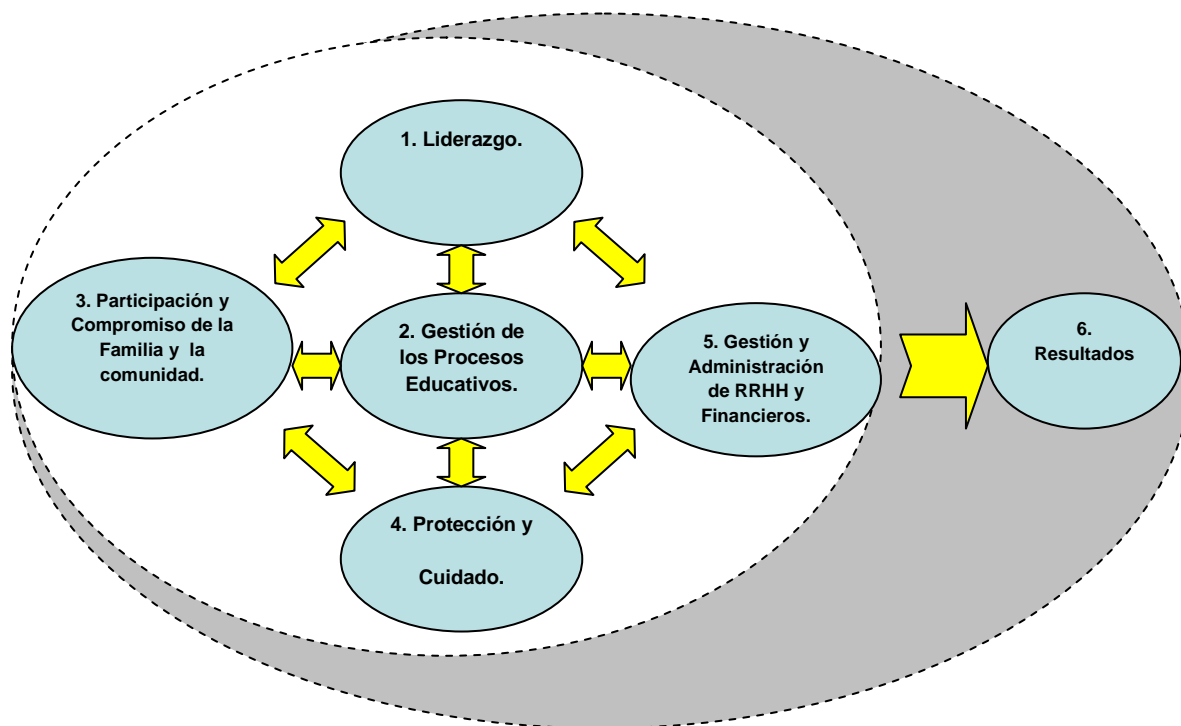 1. Liderazgo.
3. Participación y
Compromiso de la
Familia y la
comunidad.
2. Gestión de
los Procesos
Educativos.
5. Gestión y
Administración
de RRHH y
Financieros.
6.
Resultados
4. Protección y
Cuidado.